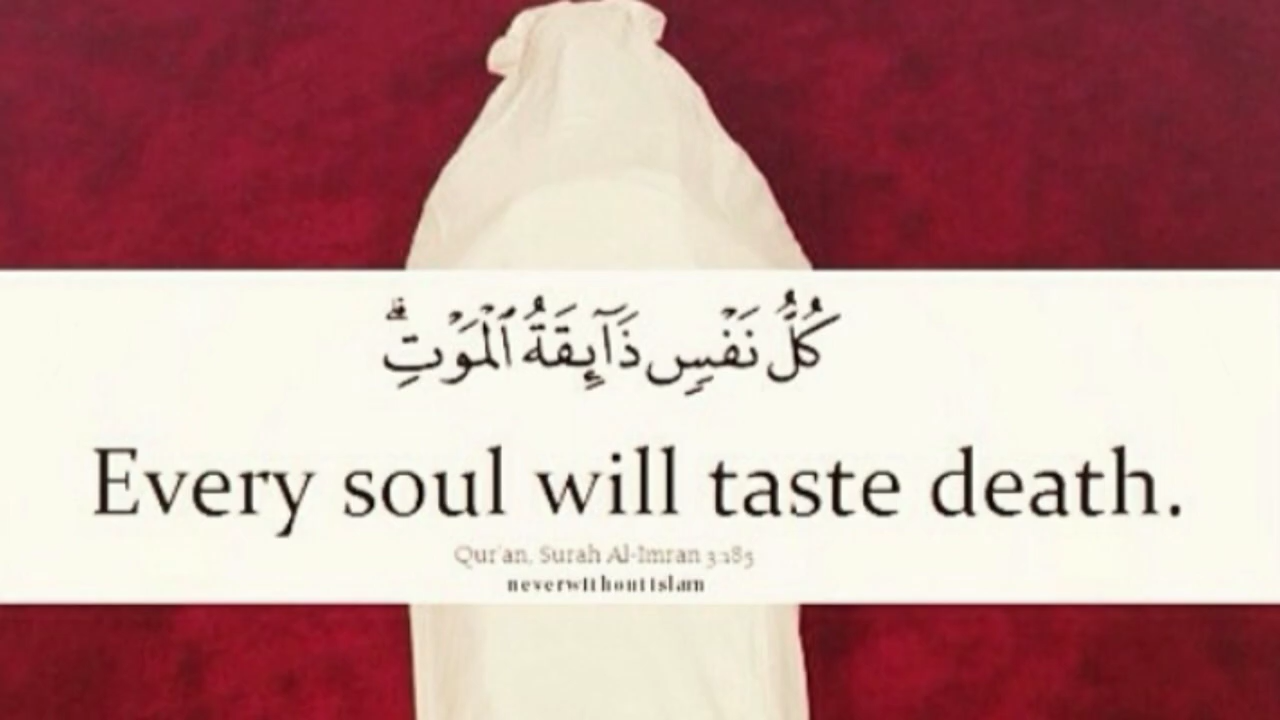 كُلُّ نَفْسٍ ذَآئِقَةُ ٱلْمَوْتِ ۗ
Every soul will taste death.
Qur'an, Surah Al-Imran 3:185
neverwithoutislam